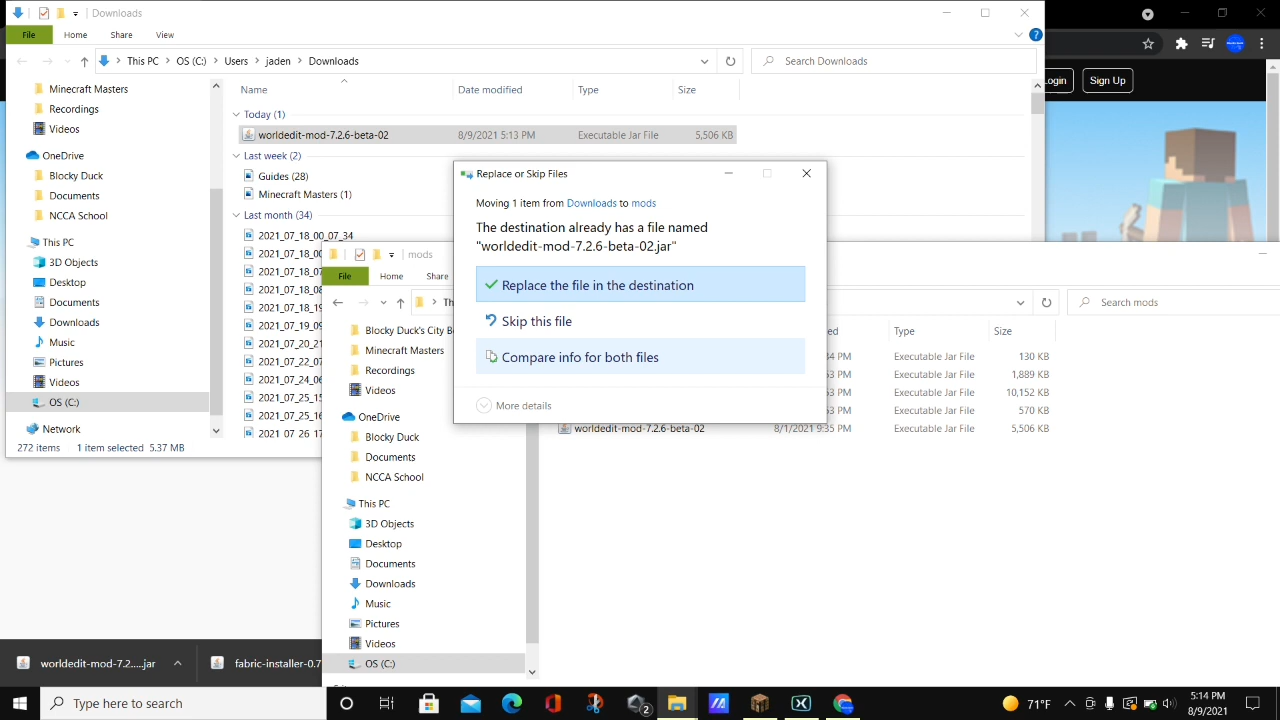 Downloads
File
Home
Share
View
This PC
OS (C:)
Users
jaden
Downloads
Search Downloads
Sign Up
Minecraft Masters
Recordings
Videos
OneDrive
Blocky Duck
Documents
NCCA School
This PC
3D Objects
Desktop
Documents
Downloads
Music
Pictures
Videos
OS (C:)
Network
272 items 1 item selected 5.37 MB
Name Date modified Type Size
Today (1)
worldedit-mod-7.2.6-beta-02 8/9/2021 5:13 PM Executable Jar File 5,506 KB
Last week (2)
Guides (28)
Minecraft Masters (1)
Last month (34)
2021_07_18_00_07_34
2021_07_18_00
2021_07_18_07
2021_07_18_08
2021_07_18_19
2021_07_19_09
2021_07_20_21
2021_07_22_07
2021_07_24_06
2021_07_25_15
2021_07_25_16
2021 07 26 17
Replace or Skip Files
Moving 1 item from Downloads to mods
The destination already has a file named
"worldedit-mod-7.2.6-beta-02.jar"
Replace the file in the destination
Skip this file
Compare info for both files
More details
mods
File
Home
Share
Th
Search mods
Blocky Duck's City B
Minecraft Masters
Recordings
Videos
OneDrive
Blocky Duck
Documents
NCCA School
This PC
3D Objects
Desktop
Documents
Downloads
Music
Pictures
Videos
OS (C:)
ed Type Size
34 PM Executable Jar File 130 KB
53 PM Executable Jar File 1,889 KB
53 PM Executable Jar File 10,152 KB
53 PM Executable Jar File 570 KB
worldedit-mod-7.2.6-beta-02 8/1/2021 9:35 PM Executable Jar File 5,506 KB
worldedit-mod-7.2....jar
fabric-installer-0.7
Type here to search
2
71°F
5:14 PM
8/9/2021